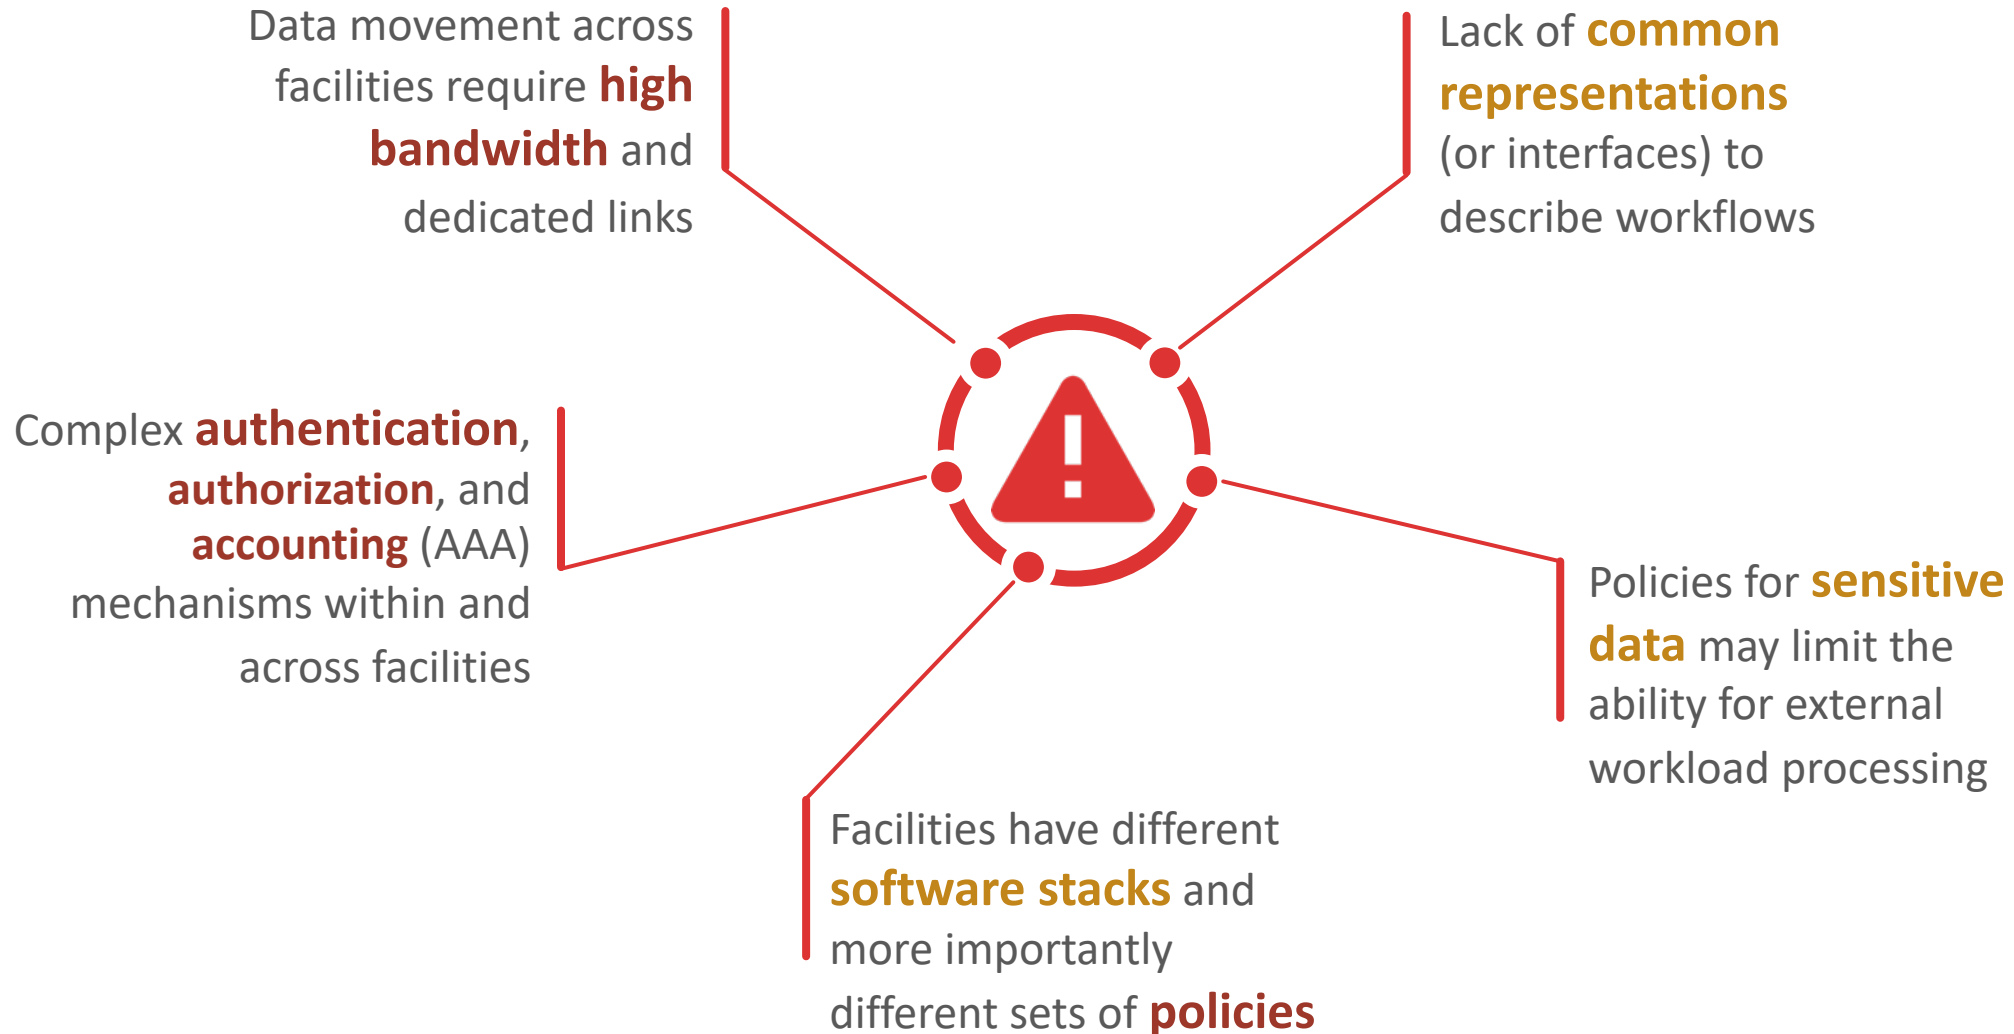 Data movement across
facilities require high
bandwidth and
dedicated links
Lack of common
representations
(or interfaces) to
describe workflows
Complex authentication,
authorization, and
accounting (AAA)
mechanisms within and
across facilities
Policies for sensitive
data may limit the
ability for external
workload processing
Facilities have different
software stacks and
more importantly
different sets of policies